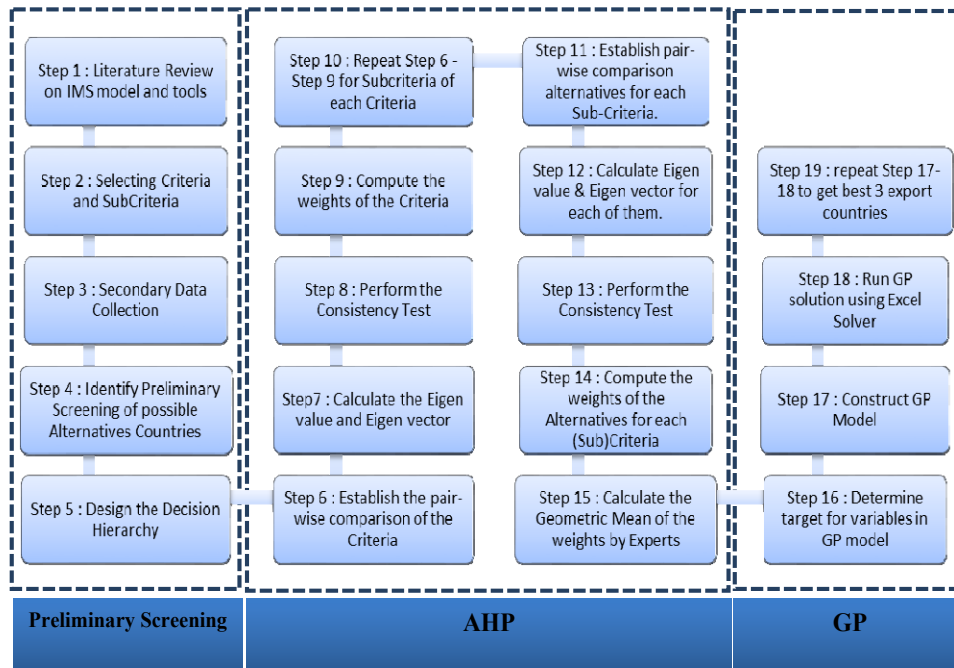 Step 1 : Literature Review
on IMS model and tools
Step 2 : Selecting Criteria
and SubCriteria
Step 3 : Secondary Data
Collection
Step 4 : Identify Preliminary
Screening of possible
Alternatives Countries
Step 5 : Design the Decision
Hierarchy
Step 6 : Establish the pair-
wise comparison of the
Criteria
Step7 : Calculate the Eigen
value and Eigen vector
Step 8 : Perform the
Consistency Test
Step 9 : Compute the
weights of the Criteria
Step 10 : Repeat Step 6 -
Step 9 for Subcriteria of
each Criteria
Step 11 : Establish pair-
wise comparison
alternatives for each
Sub-Criteria.
Step 12 : Calculate Eigen
value & Eigen vector for
each of them.
Step 13 : Perform the
Consistency Test
Step 14 : Compute the
weights of the
Alternatives for each
(Sub)Criteria
Step 15 : Calculate the
Geometric Mean of the
weights by Experts
Step 16 : Determine
target for variables in
GP model
Step 17 : Construct GP
Model
Step 18 : Run GP
solution using Excel
Solver
Step 19 : repeat Step 17-
18 to get best 3 export
countries
Preliminary Screening
AHP
GP